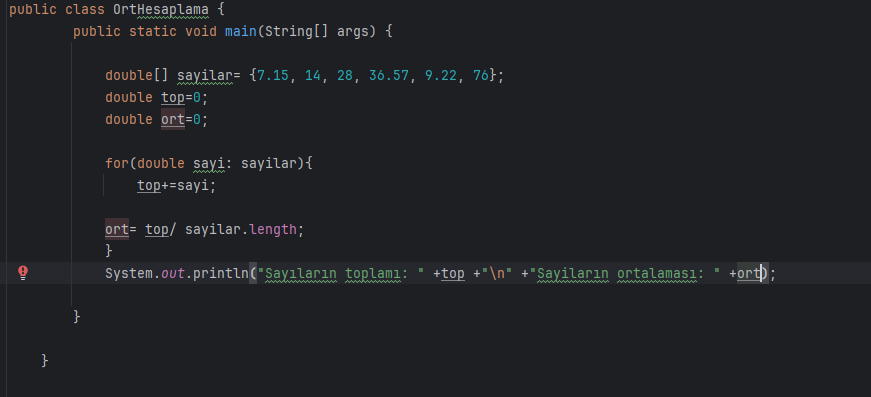 public class OrtHesaplama {
public static void main(String[] args) {
double[] sayilar= {7.15, 14, 28, 36.57, 9.22, 76};
double top=0;
double ort=0;
for(double sayi: sayilar){
top+=sayi;
ort= top/ sayilar.length;
}
System.out.println("Sayıların toplamı: " +top +"\n" +"Sayiların ortalaması: " +ort);
}
}